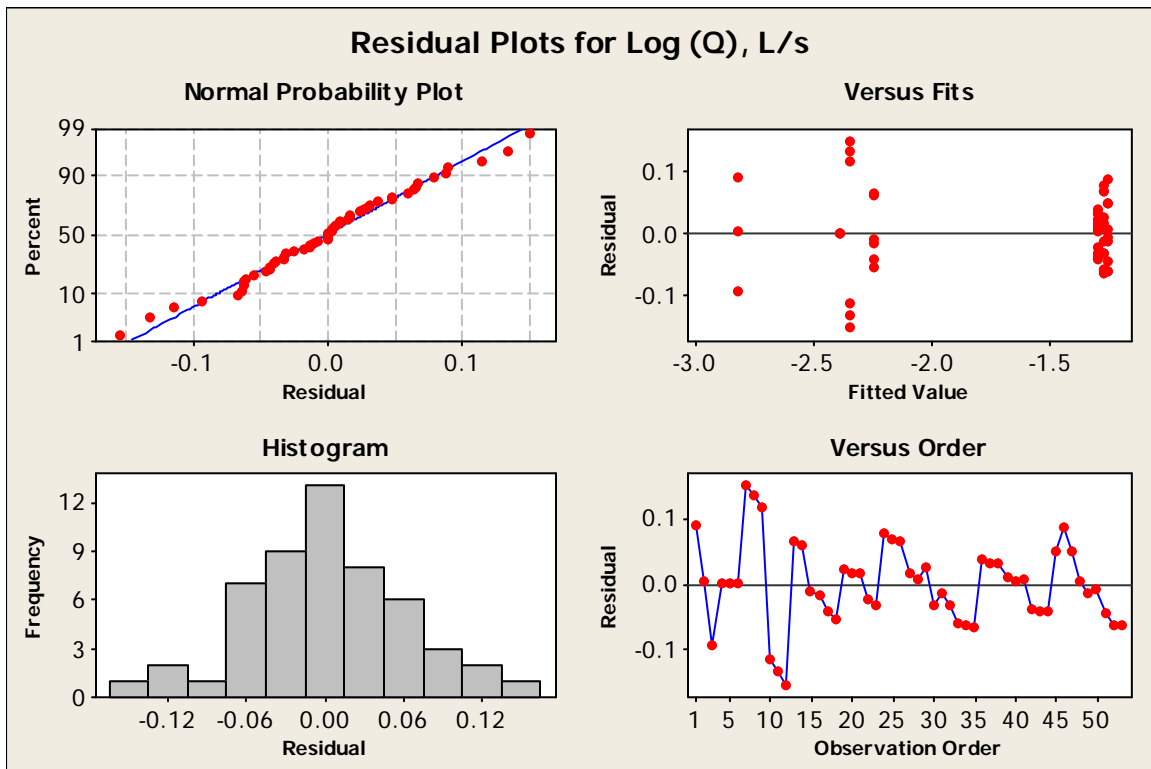 Residual Plots for Log (Q), L/s
Normal Probability Plot
99
90
50
10
1
Percent
-0.1 0.0 0.1
Residual
Versus Fits
0.1
0.0
-0.1
Residual
-3.0 -2.5 -2.0 -1.5
Fitted Value
Histogram
12
9
6
3
0
Frequency
-0.12 -0.06 0.00 0.06 0.12
Residual
Versus Order
0.1
0.0
-0.1
Residual
1 5 10 15 20 25 30 35 40 45 50
Observation Order